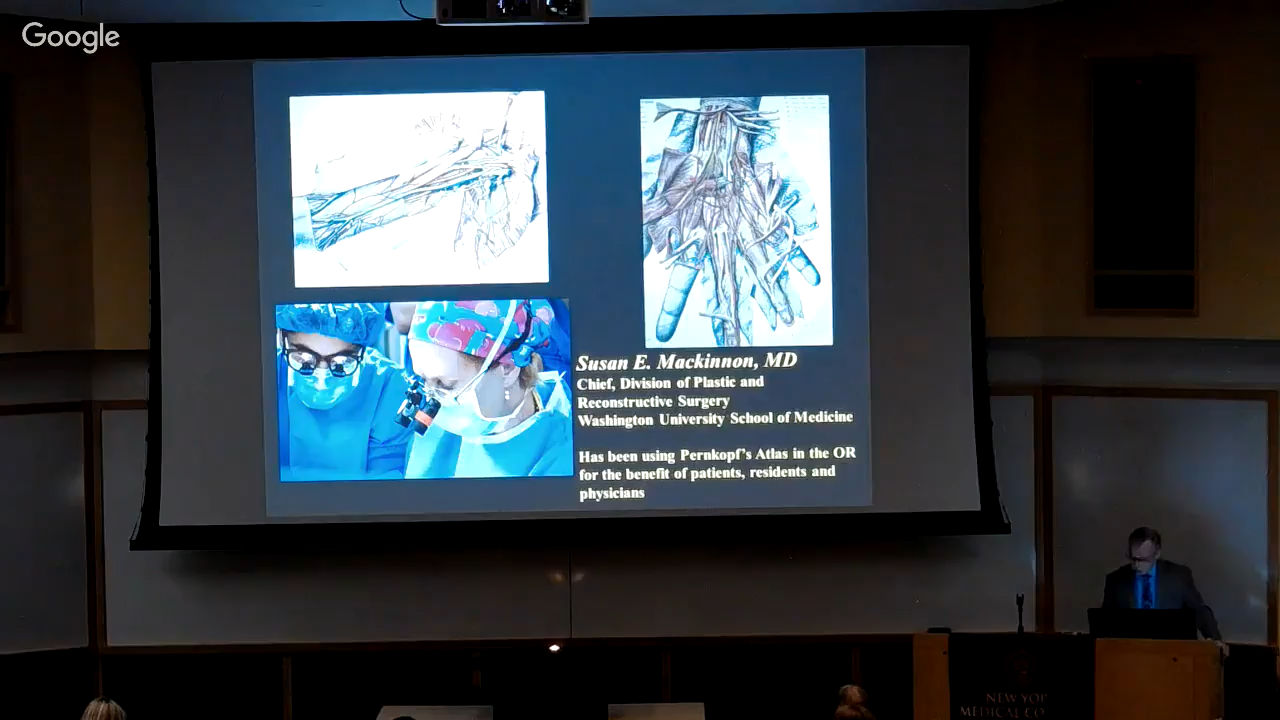 Google
Susan E. Mackinnon, MD
Chief, Division of Plastic and
Reconstructive Surgery
Washington University School of Medicine
Has been using Pernkopf's Atlas in the OR
for the benefit of patients, residents and
physicians
NEW YOR
MEDICAL CO